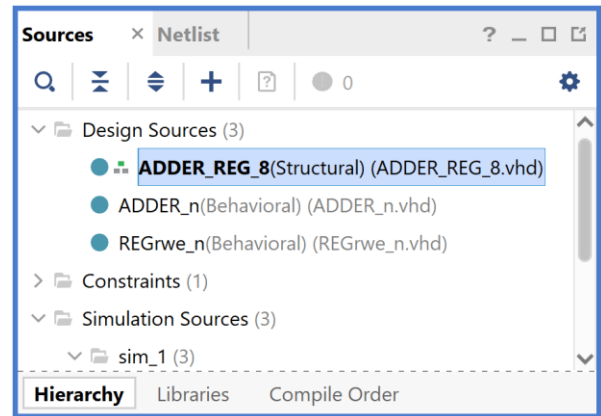 Sources × Netlist ? _
0
Design Sources (3)
ADDER_REG_8(Structural) (ADDER_REG_8.vhd)
ADDER_n(Behavioral) (ADDER_n.vhd)
REGrwe_n(Behavioral) (REGrwe_n.vhd)
Constraints (1)
Simulation Sources (3)
sim_1 (3)
Hierarchy Libraries Compile Order